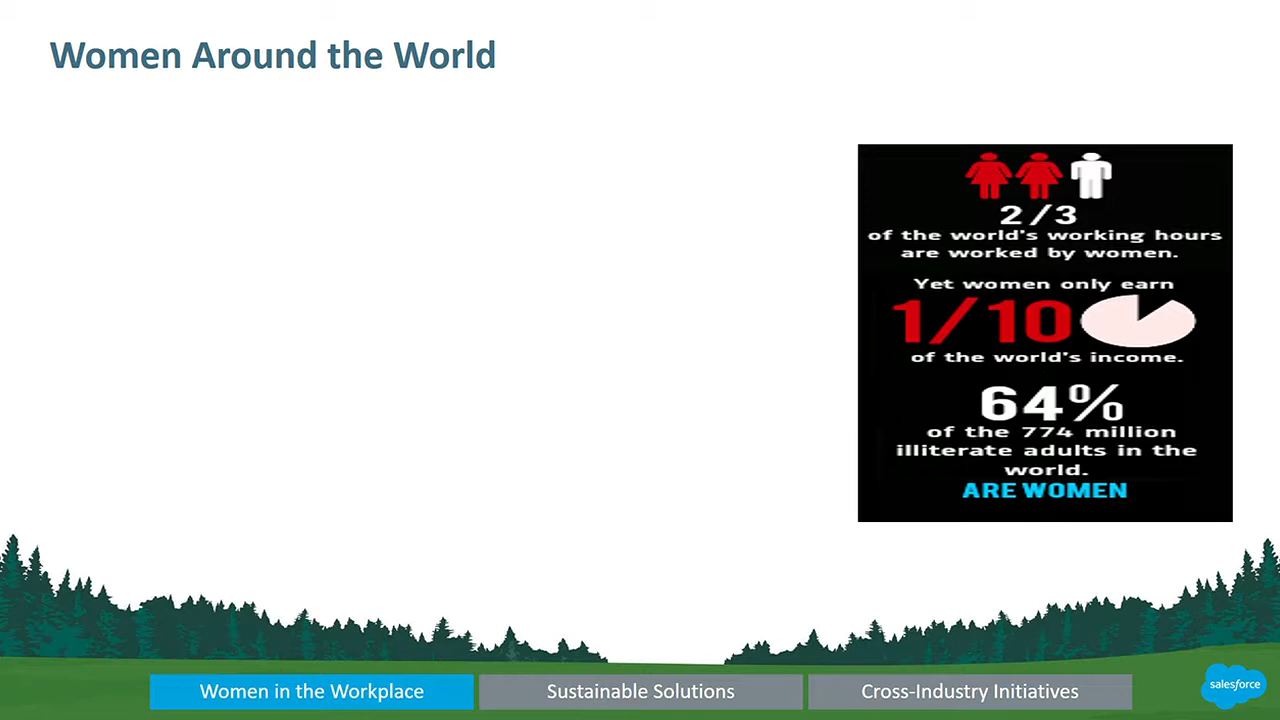 Women Around the World
2/3
of the world's working hours
are worked by women.
Yet women only earn
1/10
of the world's income.
64%
of the 774 million
illiterate adults in the
world.
ARE WOMEN
Women in the Workplace
Sustainable Solutions
Cross-Industry Initiatives
salesforce